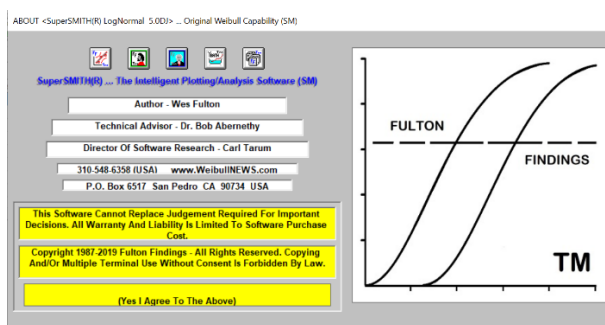 ABOUT <SuperSMITH(R) LogNormal 5.0DJ> ... Original Weibull Capability (SM)
SuperSMITH(R) ... The Intelligent Plotting/Analysis Software (SM)
Author - Wes Fulton
Technical Advisor - Dr. Bob Abernethy
Director Of Software Research - Carl Tarum
310-548-6358 (USA) www.WeibullNEWS.com
P.O. Box 6517 San Pedro CA 90734 USA
This Software Cannot Replace Judgement Required For Important
Decisions. All Warranty And Liability Is Limited To Software Purchase
Cost.
Copyright 1987-2019 Fulton Findings - All Rights Reserved. Copying
And/Or Multiple Terminal Use Without Consent Is Forbidden By Law.
(Yes I Agree To The Above)
FULTON
FINDINGS
TM